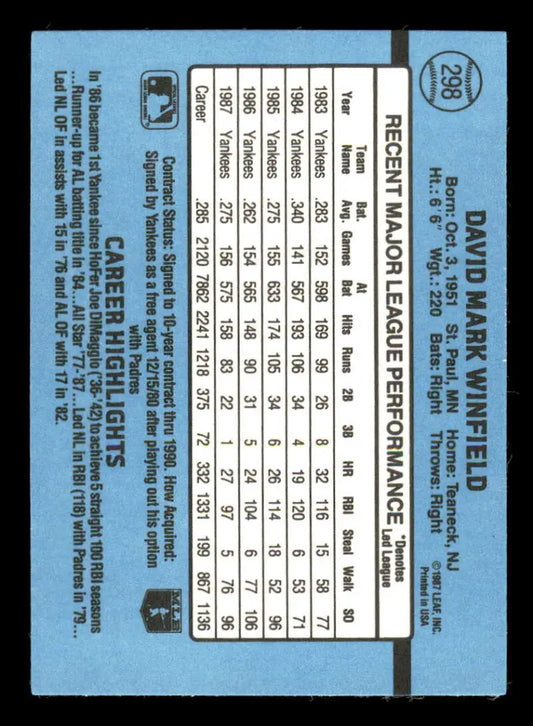 298
DAVID MARK WINFIELD
Born: Oct. 3, 1951 St. Paul, MN Home: Teaneck, NJ
Ht.: 6'6" Wgt.: 220 Bats: Right Throws: Right
©1987 LEAF, INC.
Printed in USA
RECENT MAJOR LEAGUE PERFORMANCE *Denotes Led League
Year Team Name Bat. Avg. Games At Bat Hits Runs 2B 3B HR RBI Steal Walk SO
1983 Yankees .283 152 598 169 99 26 8 32 116 15 58 77
1984 Yankees .340 141 567 193 106 34 4 19 120 6 53 71
1985 Yankees .275 155 633 174 105 34 6 26 114 18 52 96
1986 Yankees .262 154 565 148 90 31 5 24 104 6 77 106
1987 Yankees .275 156 575 158 83 22 1 27 97 5 76 96
Career .285 2120 7862 2241 1218 375 72 332 1331 199 867 1136
Contract Status: Signed to 10-year contract thru 1990. How Acquired:
Signed by Yankees as a free agent 12/15/80 after playing out his option
with Padres
CAREER HIGHLIGHTS
In '86 became 1st Yankee since HoFer Joe DiMaggio ('36-'42) to achieve 5 straight 100 RBI seasons
...Runner-up for AL batting title in '84...All Star '77-'87...Led NL in RBI (118) with Padres in '79...
Led NL OF in assists with 15 in '76 and AL OF with 17 in '82.